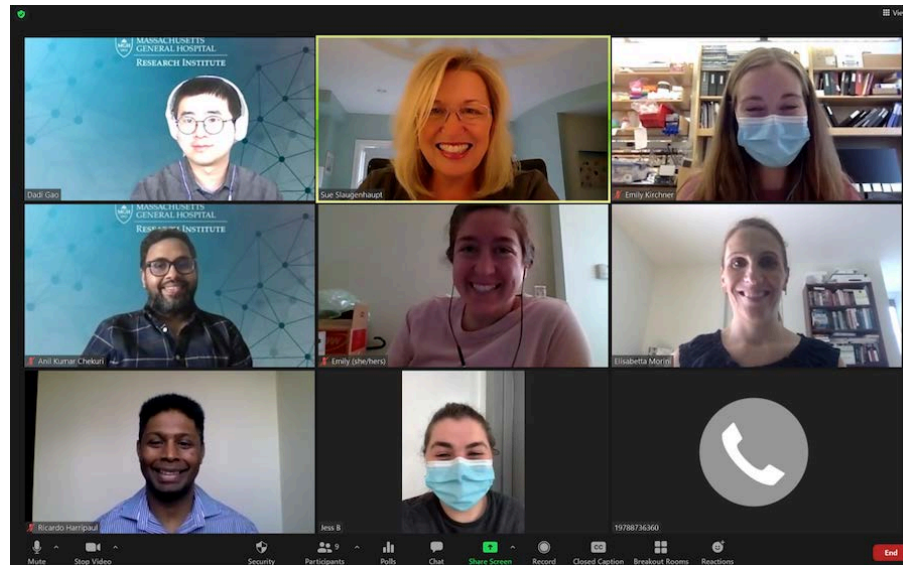 View
MASSACHUSETTS
GENERAL HOSPITAL
RESEARCH INSTITUTE
Dadi Gao
Sue Slaugenhaupt
Emily Kirchner
MASSACHUSETTS
GENERAL HOSPITAL
RESEARCH INSTITUTE
Anil Kumar Chekuri
Emily (she/hers)
Elisabetta Morini
Ricardo Harripaul
Jess B
19788736360
Mute
Stop Video
Security
Participants
9
Polls
Chat
Share Screen
Record
CC
Closed Caption
Breakout Rooms
Reactions
End